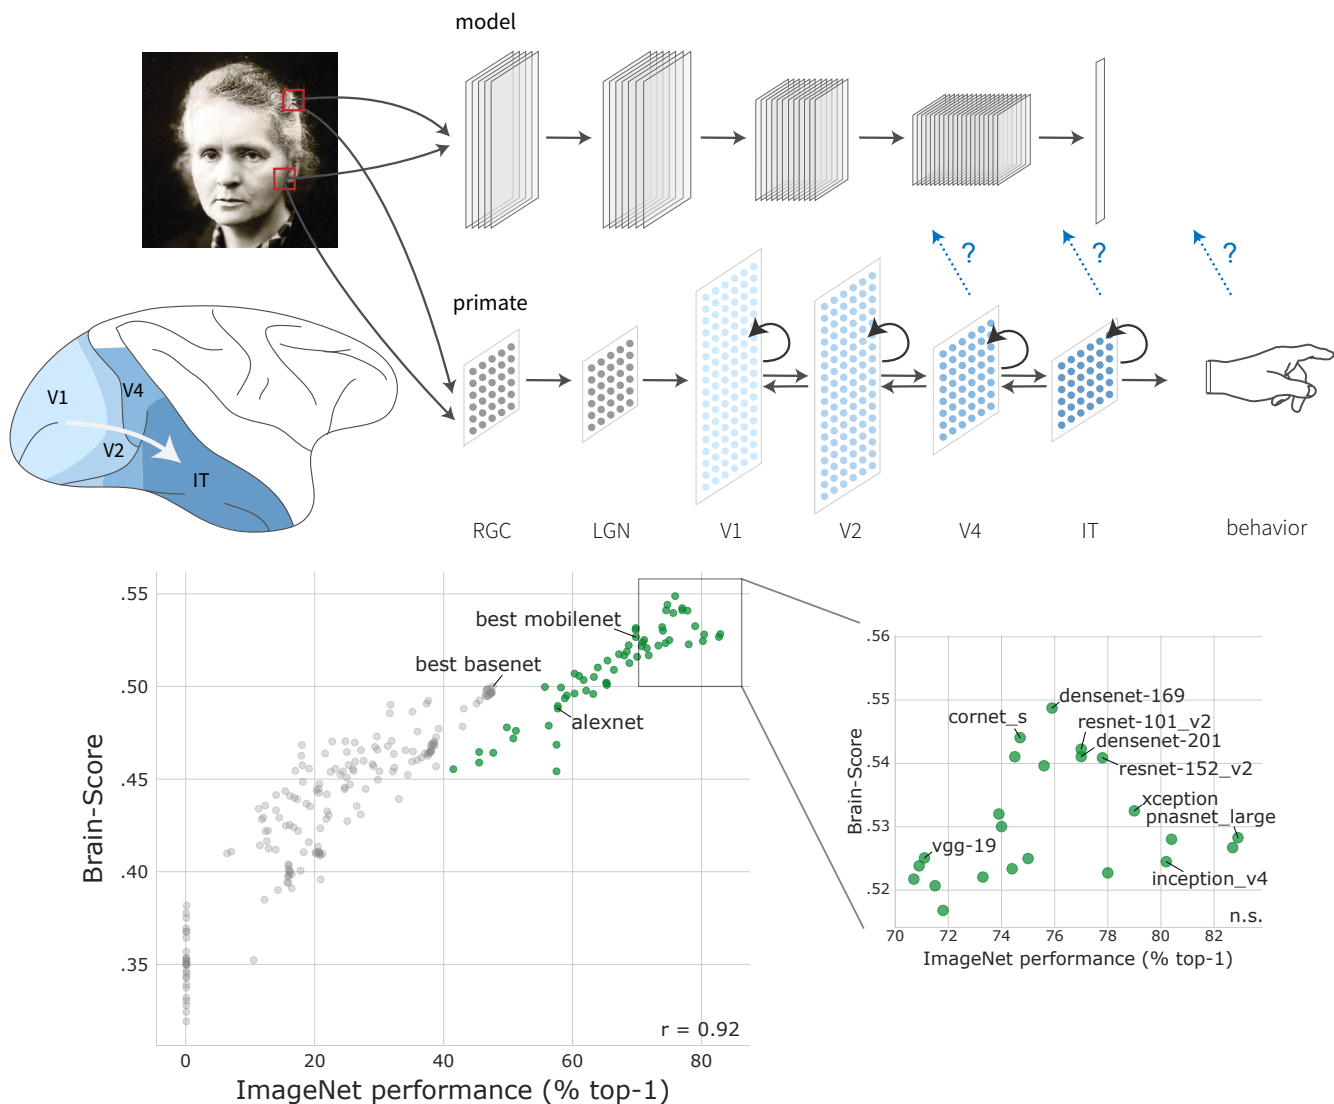 model
primate
?
?
?
V1
V4
V2
IT
RGC
LGN
V1
V2
V4
IT
behavior
Brain-Score
.55
.50
.45
.40
.35
0
20
40
60
80
ImageNet performance (% top-1)
best mobilenet
best basenet
alexnet
r = 0.92
Brain-Score
.56
.55
.54
.53
.52
70
72
74
76
78
80
82
ImageNet performance (% top-1)
densenet-169
cornet_s
resnet-101_v2
densenet-201
resnet-152_v2
xception
pnasnet_large
vgg-19
inception_v4
n.s.